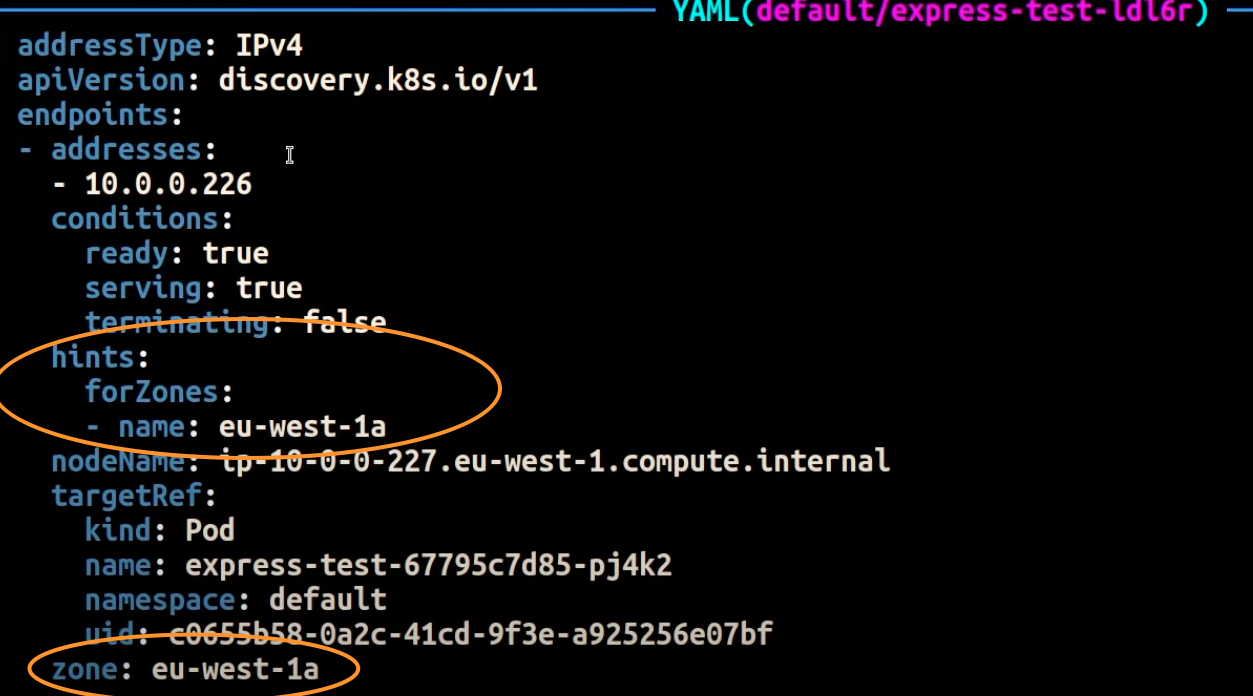 YAML(default/express-test-ldl6r)
addressType: IPv4
apiVersion: discovery.k8s.io/v1
endpoints:
- addresses:
  - 10.0.0.226
  conditions:
    ready: true
    serving: true
    terminating: false
  hints:
    forZones:
    - name: eu-west-1a
  nodeName: ip-10-0-0-227.eu-west-1.compute.internal
  targetRef:
    kind: Pod
    name: express-test-67795c7d85-pj4k2
    namespace: default
    uid: c0655b58-0a2c-41cd-9f3e-a925256e07bf
  zone: eu-west-1a